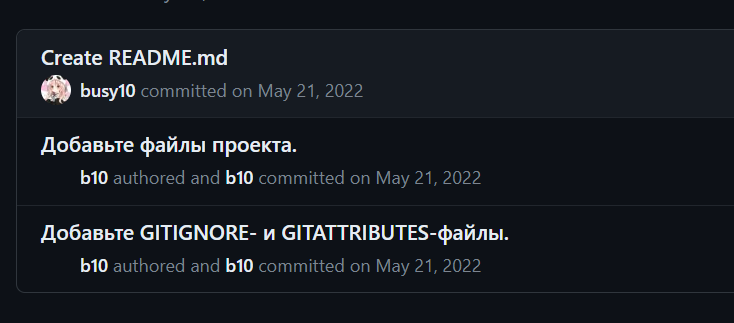 Create README.md
busy10 committed on May 21, 2022
Добавьте файлы проекта.
b10 authored and b10 committed on May 21, 2022
Добавьте GITIGNORE- и GITATTRIBUTES-файлы.
b10 authored and b10 committed on May 21, 2022